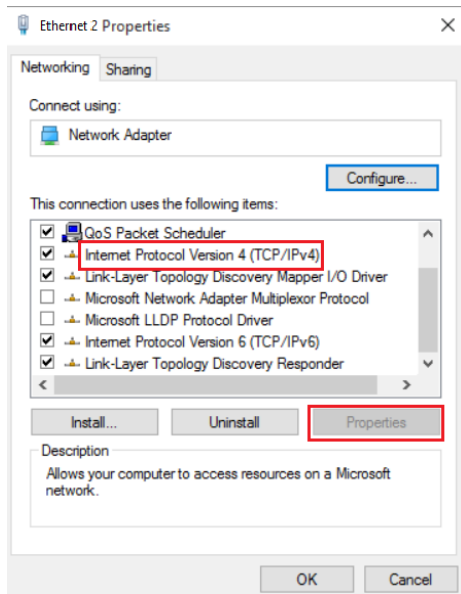 Ethernet 2 Properties
Networking
Sharing
Connect using:
Network Adapter
Configure...
This connection uses the following items:
QoS Packet Scheduler
Internet Protocol Version 4 (TCP/IPv4)
Link-Layer Topology Discovery Mapper I/O Driver
Microsoft Network Adapter Multiplexor Protocol
Microsoft LLDP Protocol Driver
Internet Protocol Version 6 (TCP/IPv6)
Link-Layer Topology Discovery Responder
Install...
Uninstall
Properties
Description
Allows your computer to access resources on a Microsoft
network.
OK
Cancel